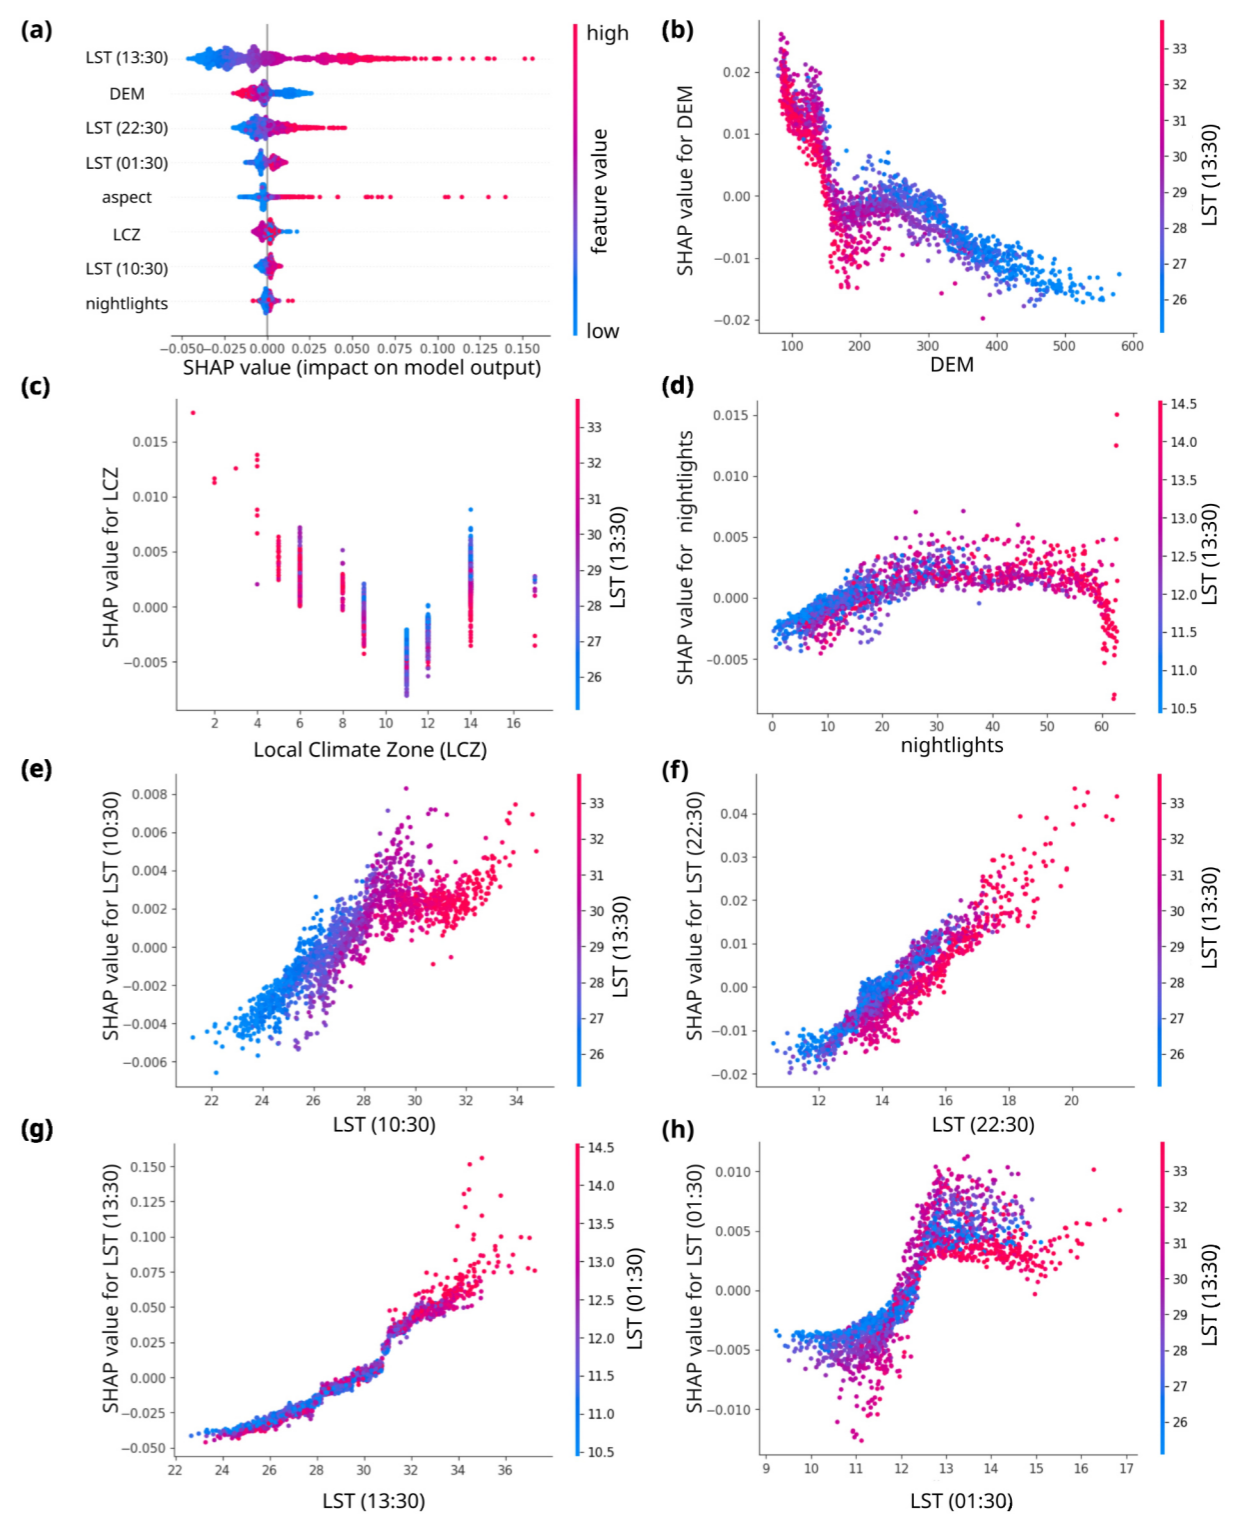 (a)
LST (13:30)
DEM
LST (22:30)
LST (01:30)
aspect
LCZ
LST (10:30)
nightlights
−0.050 −0.025 0.000 0.025 0.050 0.075 0.100 0.125 0.150
SHAP value (impact on model output)
high
feature value
low
(b)
SHAP value for DEM
0.02
0.01
0.00
−0.01
−0.02
100 200 300 400 500 600
DEM
33
32
31
30
29
28
27
26
LST (13:30)
(c)
SHAP value for LCZ
0.015
0.010
0.005
0.000
−0.005
2 4 6 8 10 12 14 16
Local Climate Zone (LCZ)
33
32
31
30
29
28
27
26
LST (13:30)
(d)
SHAP value for nightlights
0.015
0.010
0.005
0.000
−0.005
0 10 20 30 40 50 60
nightlights
14.5
14.0
13.5
13.0
12.5
12.0
11.5
11.0
10.5
LST (13:30)
(e)
SHAP value for LST (10:30)
0.008
0.006
0.004
0.002
0.000
−0.002
−0.004
−0.006
22 24 26 28 30 32 34
LST (10:30)
33
32
31
30
29
28
27
26
LST (13:30)
(f)
SHAP value for LST (22:30)
0.04
0.03
0.02
0.01
0.00
−0.01
−0.02
12 14 16 18 20
LST (22:30)
33
32
31
30
29
28
27
26
LST (13:30)
(g)
SHAP value for LST (13:30)
0.150
0.125
0.100
0.075
0.050
0.025
0.000
−0.025
−0.050
22 24 26 28 30 32 34 36
LST (13:30)
14.5
14.0
13.5
13.0
12.5
12.0
11.5
11.0
10.5
LST (01:30)
(h)
SHAP value for LST (01:30)
0.010
0.005
0.000
−0.005
−0.010
9 10 11 12 13 14 15 16 17
LST (01:30)
33
32
31
30
29
28
27
26
LST (13:30)